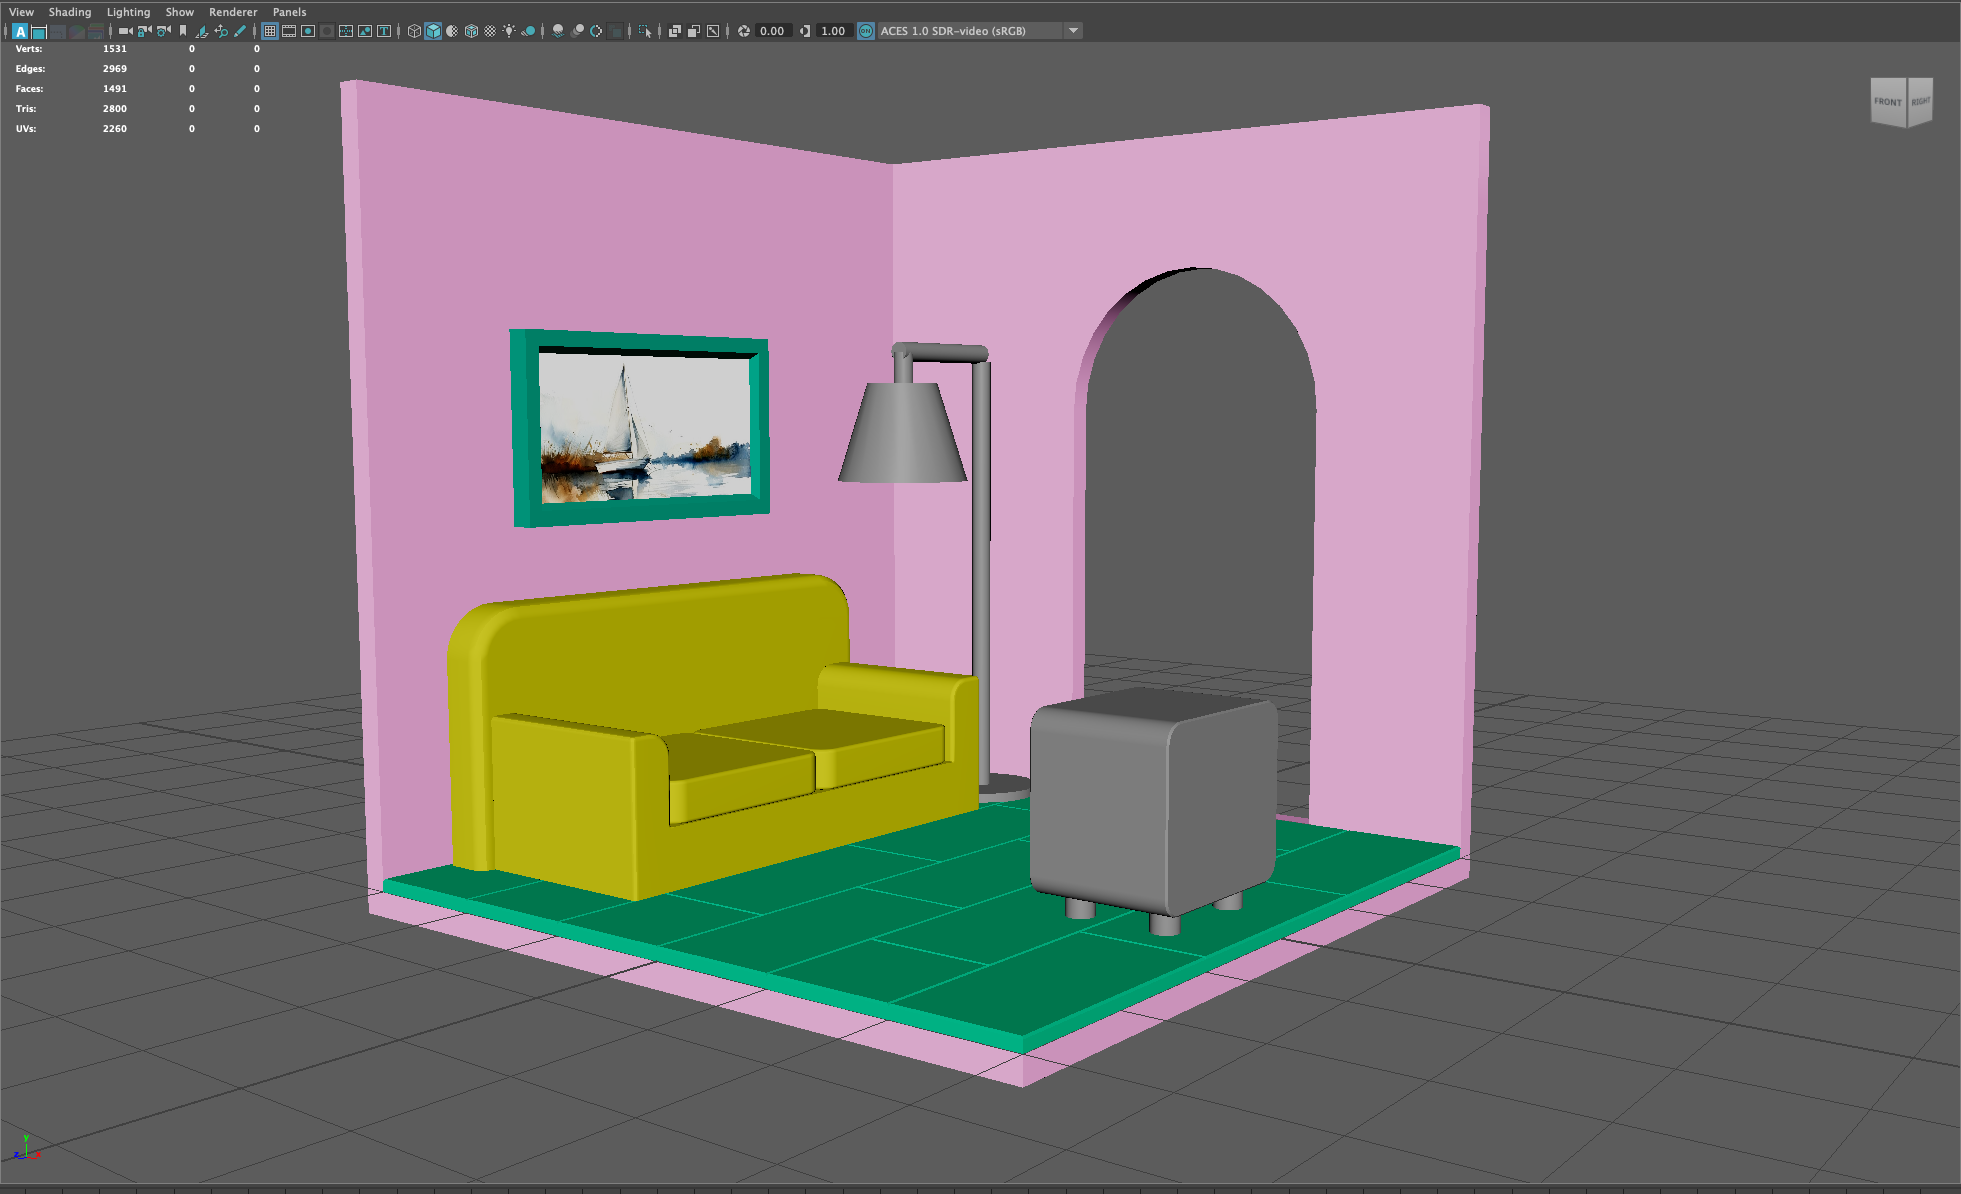 View Shading Lighting Show Renderer Panels
A T 0.00 1.00 ON ACES 1.0 SDR-video (sRGB)
Verts: 1531 0 0
Edges: 2969 0 0
Faces: 1491 0 0
Tris: 2800 0 0
UVs: 2260 0 0
FRONT RIGHT
y
z x